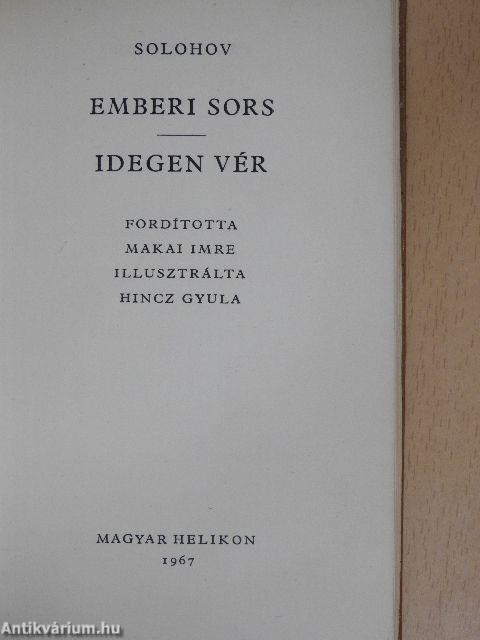 SOLOHOV
EMBERI SORS
IDEGEN VÉR
FORDÍTOTTA
MAKAI IMRE
ILLUSZTRÁLTA
HINCZ GYULA
MAGYAR HELIKON
1967
Antikvárium.hu